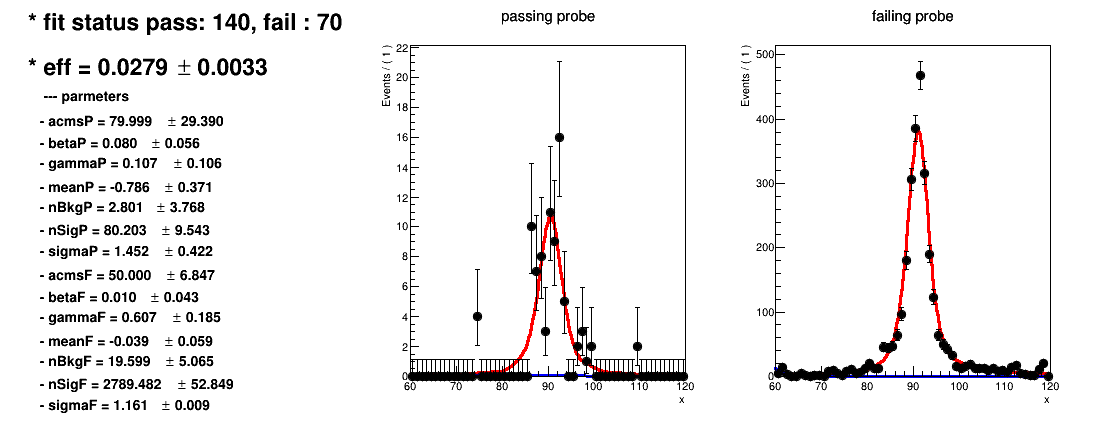 * fit status pass: 140, fail : 70
* eff = 0.0279 ± 0.0033
--- parmeters
- acmsP = 79.999 ± 29.390
- betaP = 0.080 ± 0.056
- gammaP = 0.107 ± 0.106
- meanP = -0.786 ± 0.371
- nBkgP = 2.801 ± 3.768
- nSigP = 80.203 ± 9.543
- sigmaP = 1.452 ± 0.422
- acmsF = 50.000 ± 6.847
- betaF = 0.010 ± 0.043
- gammaF = 0.607 ± 0.185
- meanF = -0.039 ± 0.059
- nBkgF = 19.599 ± 5.065
- nSigF = 2789.482 ± 52.849
- sigmaF = 1.161 ± 0.009
passing probe
Events / ( 1 )
22
20
18
16
14
12
10
8
6
4
2
0
60 70 80 90 100 110 120
x
failing probe
Events / ( 1 )
500
400
300
200
100
0
60 70 80 90 100 110 120
x